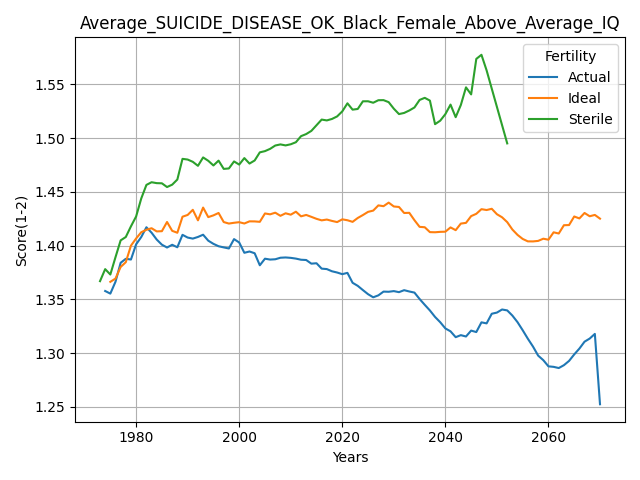 Average_SUICIDE_DISEASE_OK_Black_Female_Above_Average_IQ
Fertility
Actual
Ideal
Sterile
Score(1-2)
1.55
1.50
1.45
1.40
1.35
1.30
1.25
1980 2000 2020 2040 2060
Years